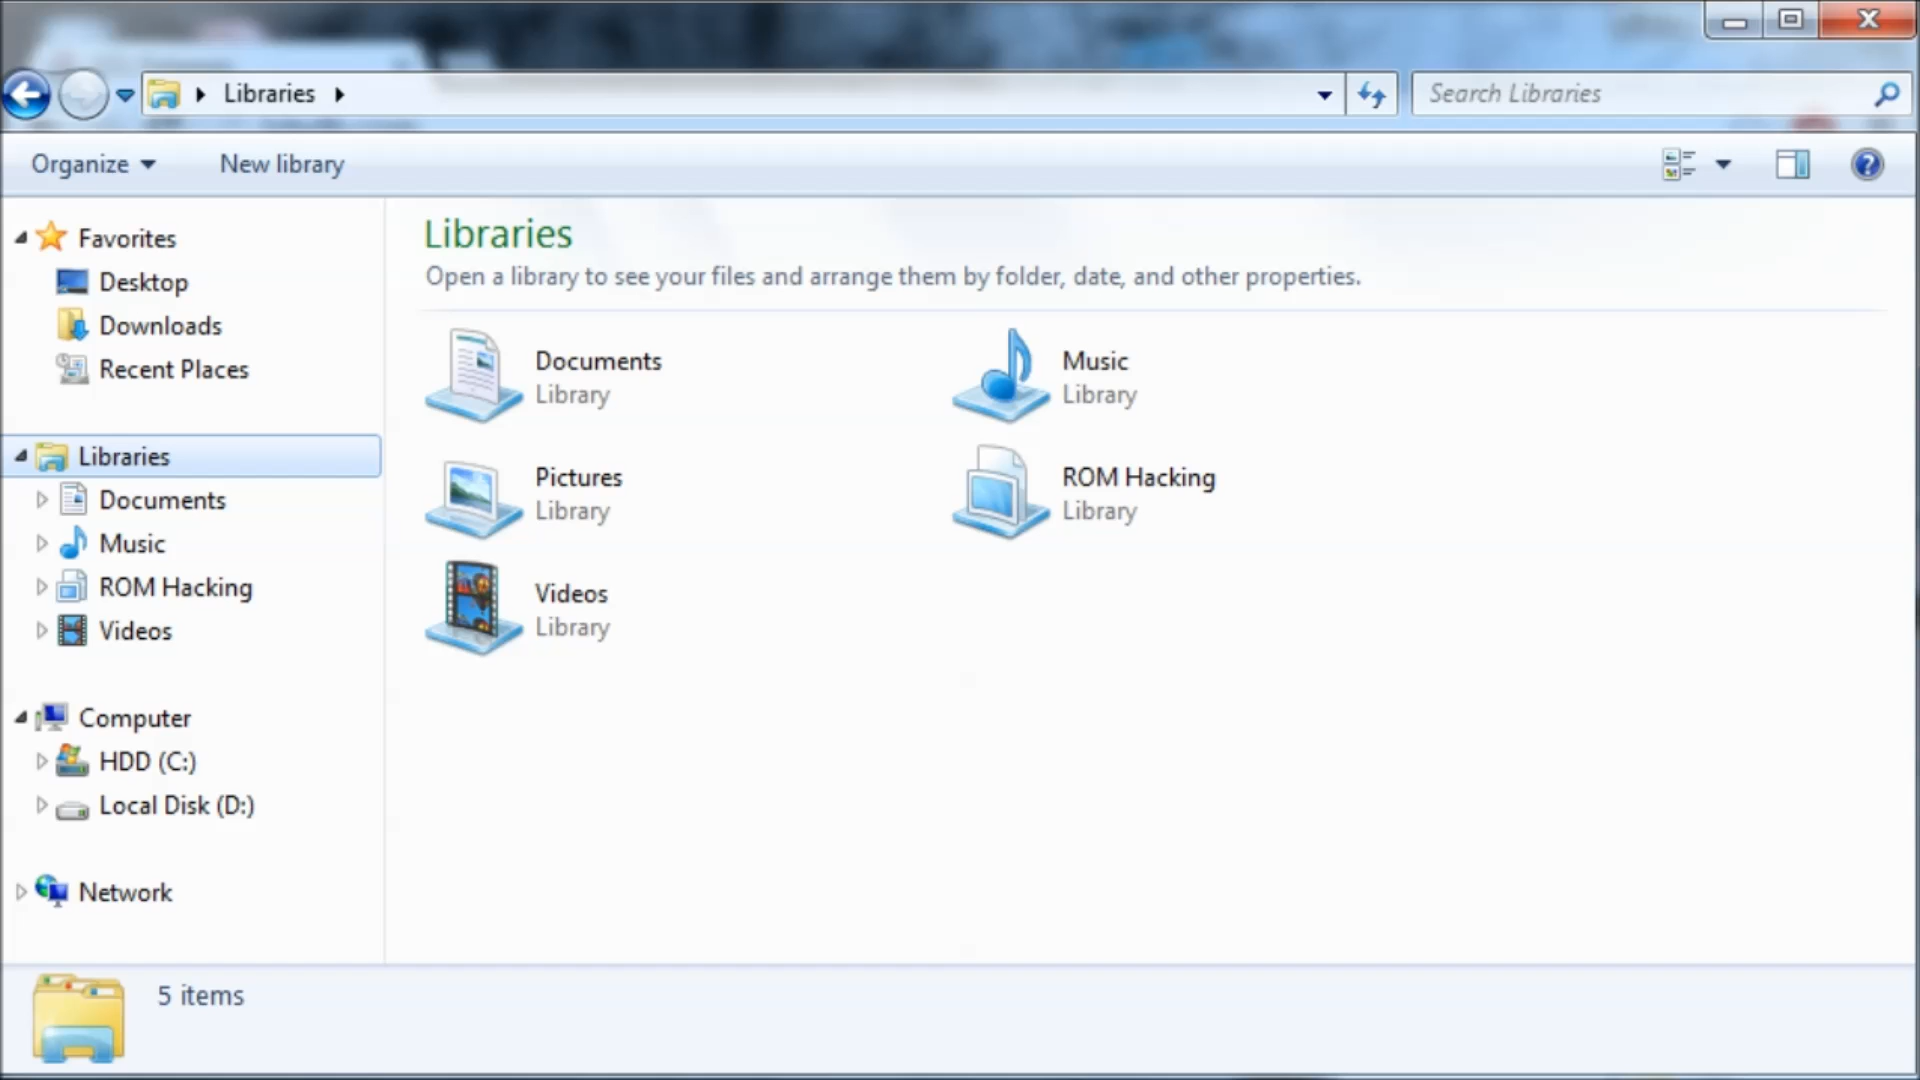 Libraries
Search Libraries
Organize
New library
Favorites
Desktop
Downloads
Recent Places
Libraries
Documents
Music
ROM Hacking
Videos
Computer
HDD (C:)
Local Disk (D:)
Network
Libraries
Open a library to see your files and arrange them by folder, date, and other properties.
Documents
Library
Music
Library
Pictures
Library
ROM Hacking
Library
Videos
Library
5 items